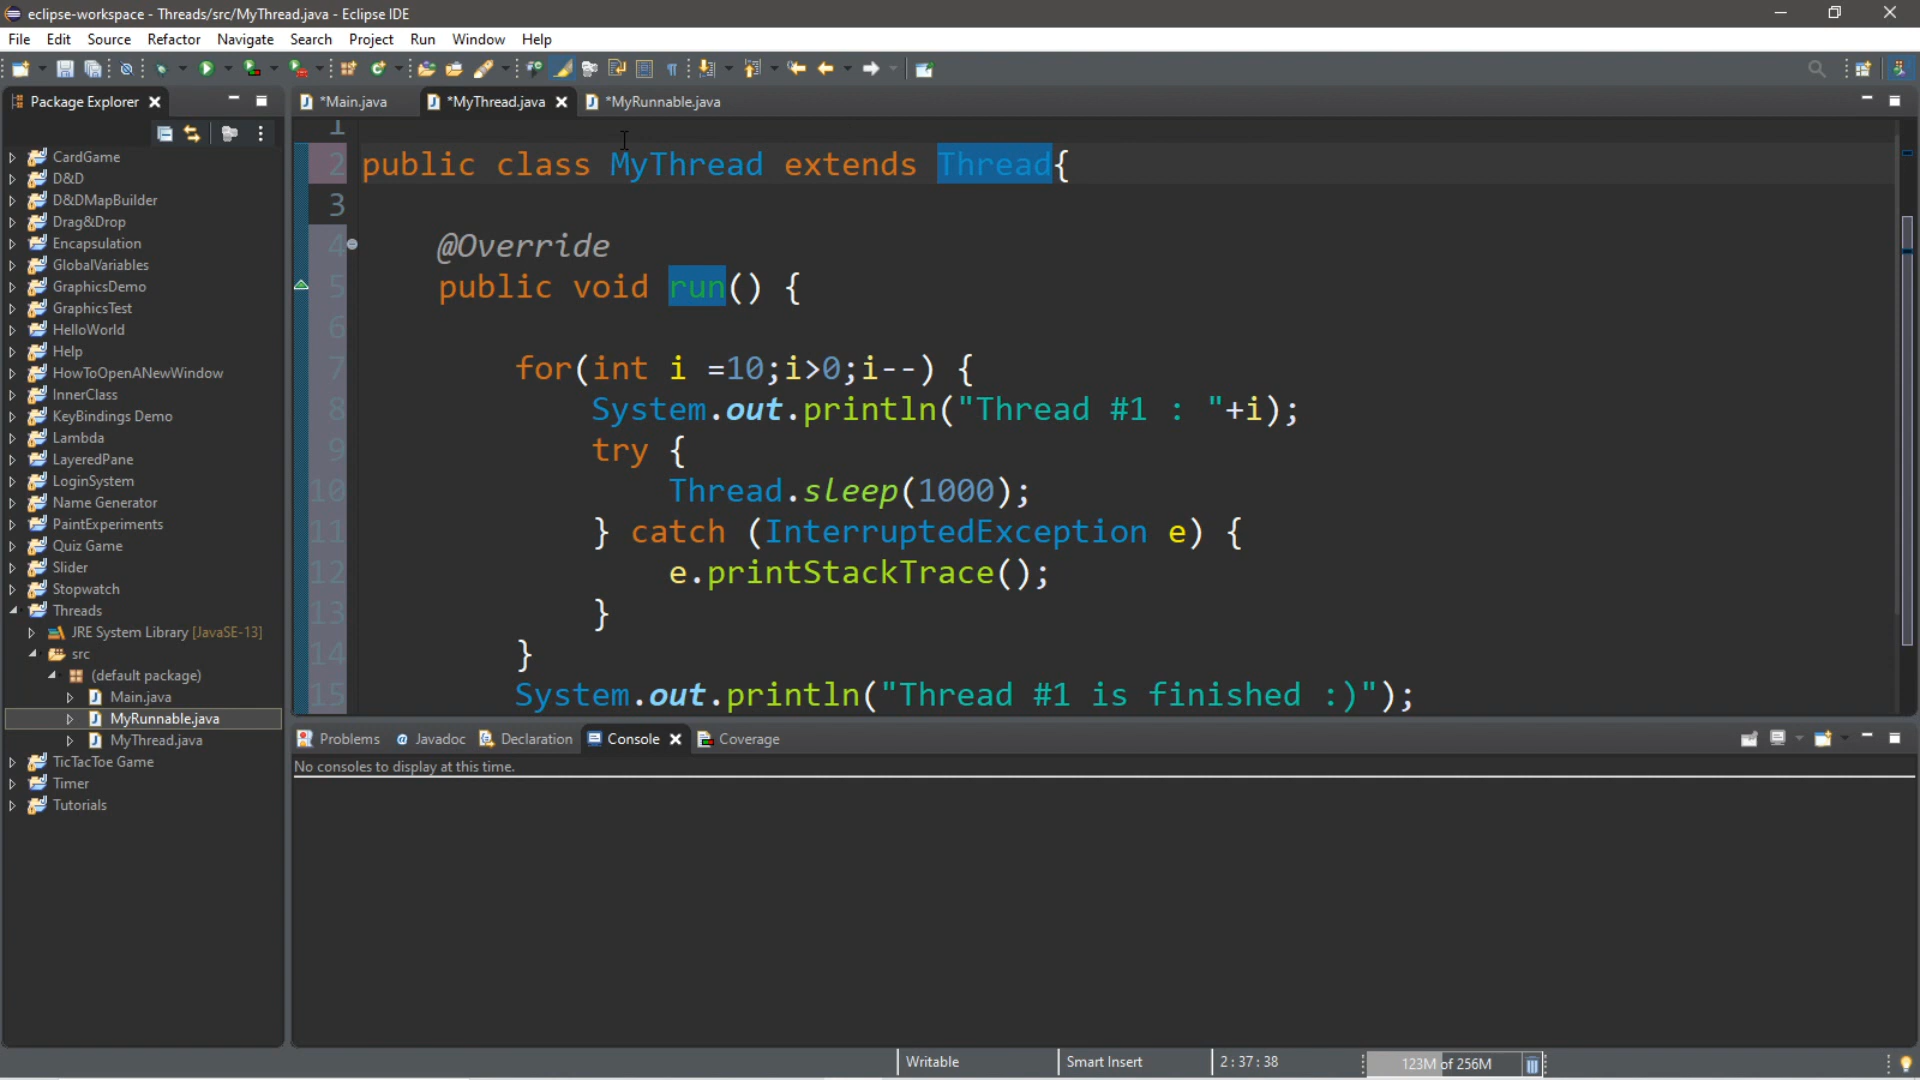 eclipse-workspace - Threads/src/MyThread.java - Eclipse IDE
File Edit Source Refactor Navigate Search Project Run Window Help
Package Explorer
*Main.java *MyThread.java *MyRunnable.java
CardGame
D&D
D&DMapBuilder
Drag&Drop
Encapsulation
GlobalVariables
GraphicsDemo
GraphicsTest
HelloWorld
Help
HowToOpenANewWindow
InnerClass
KeyBindings Demo
Lambda
LayeredPane
LoginSystem
Name Generator
PaintExperiments
Quiz Game
Slider
Stopwatch
Threads
JRE System Library [JavaSE-13]
src
(default package)
Main.java
MyRunnable.java
MyThread.java
TicTacToe Game
Timer
Tutorials
1
2 public class MyThread extends Thread{
3
4 @Override
5 public void run() {
6
7 for(int i =10;i>0;i--) {
8 System.out.println("Thread #1 : "+i);
9 try {
10 Thread.sleep(1000);
11 } catch (InterruptedException e) {
12 e.printStackTrace();
13 }
14 }
15 System.out.println("Thread #1 is finished :)");
Problems @ Javadoc Declaration Console Coverage
No consoles to display at this time.
Writable Smart Insert 2 : 37 : 38 123M of 256M